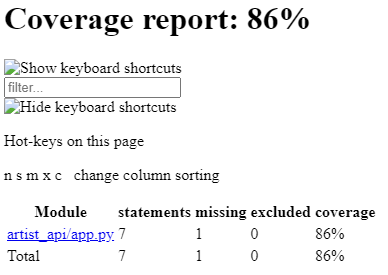 Coverage report: 86%
Show keyboard shortcuts
filter...
Hide keyboard shortcuts
Hot-keys on this page
n s m x c change column sorting
Module statements missing excluded coverage
artist_api/app.py 7 1 0 86%
Total 7 1 0 86%